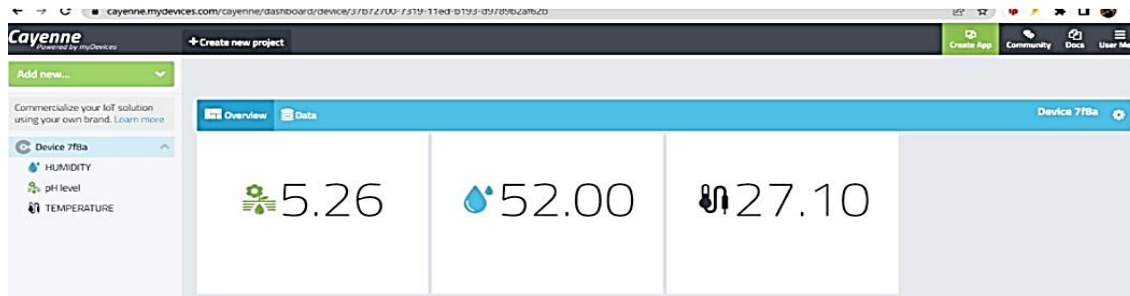 cayenne.mydevices.com/cayenne/dashboard/device/37b72700-7319-11ed-b193-d9789b2af62b
Cayenne
Powered by myDevices
+ Create new project
Create App
Community
Docs
User Me
Add new...
Commercialize your IoT solution
using your own brand. Learn more
Overview
Data
Device 7f8a
Device 7f8a
HUMIDITY
pH level
TEMPERATURE
5.26
52.00
27.10